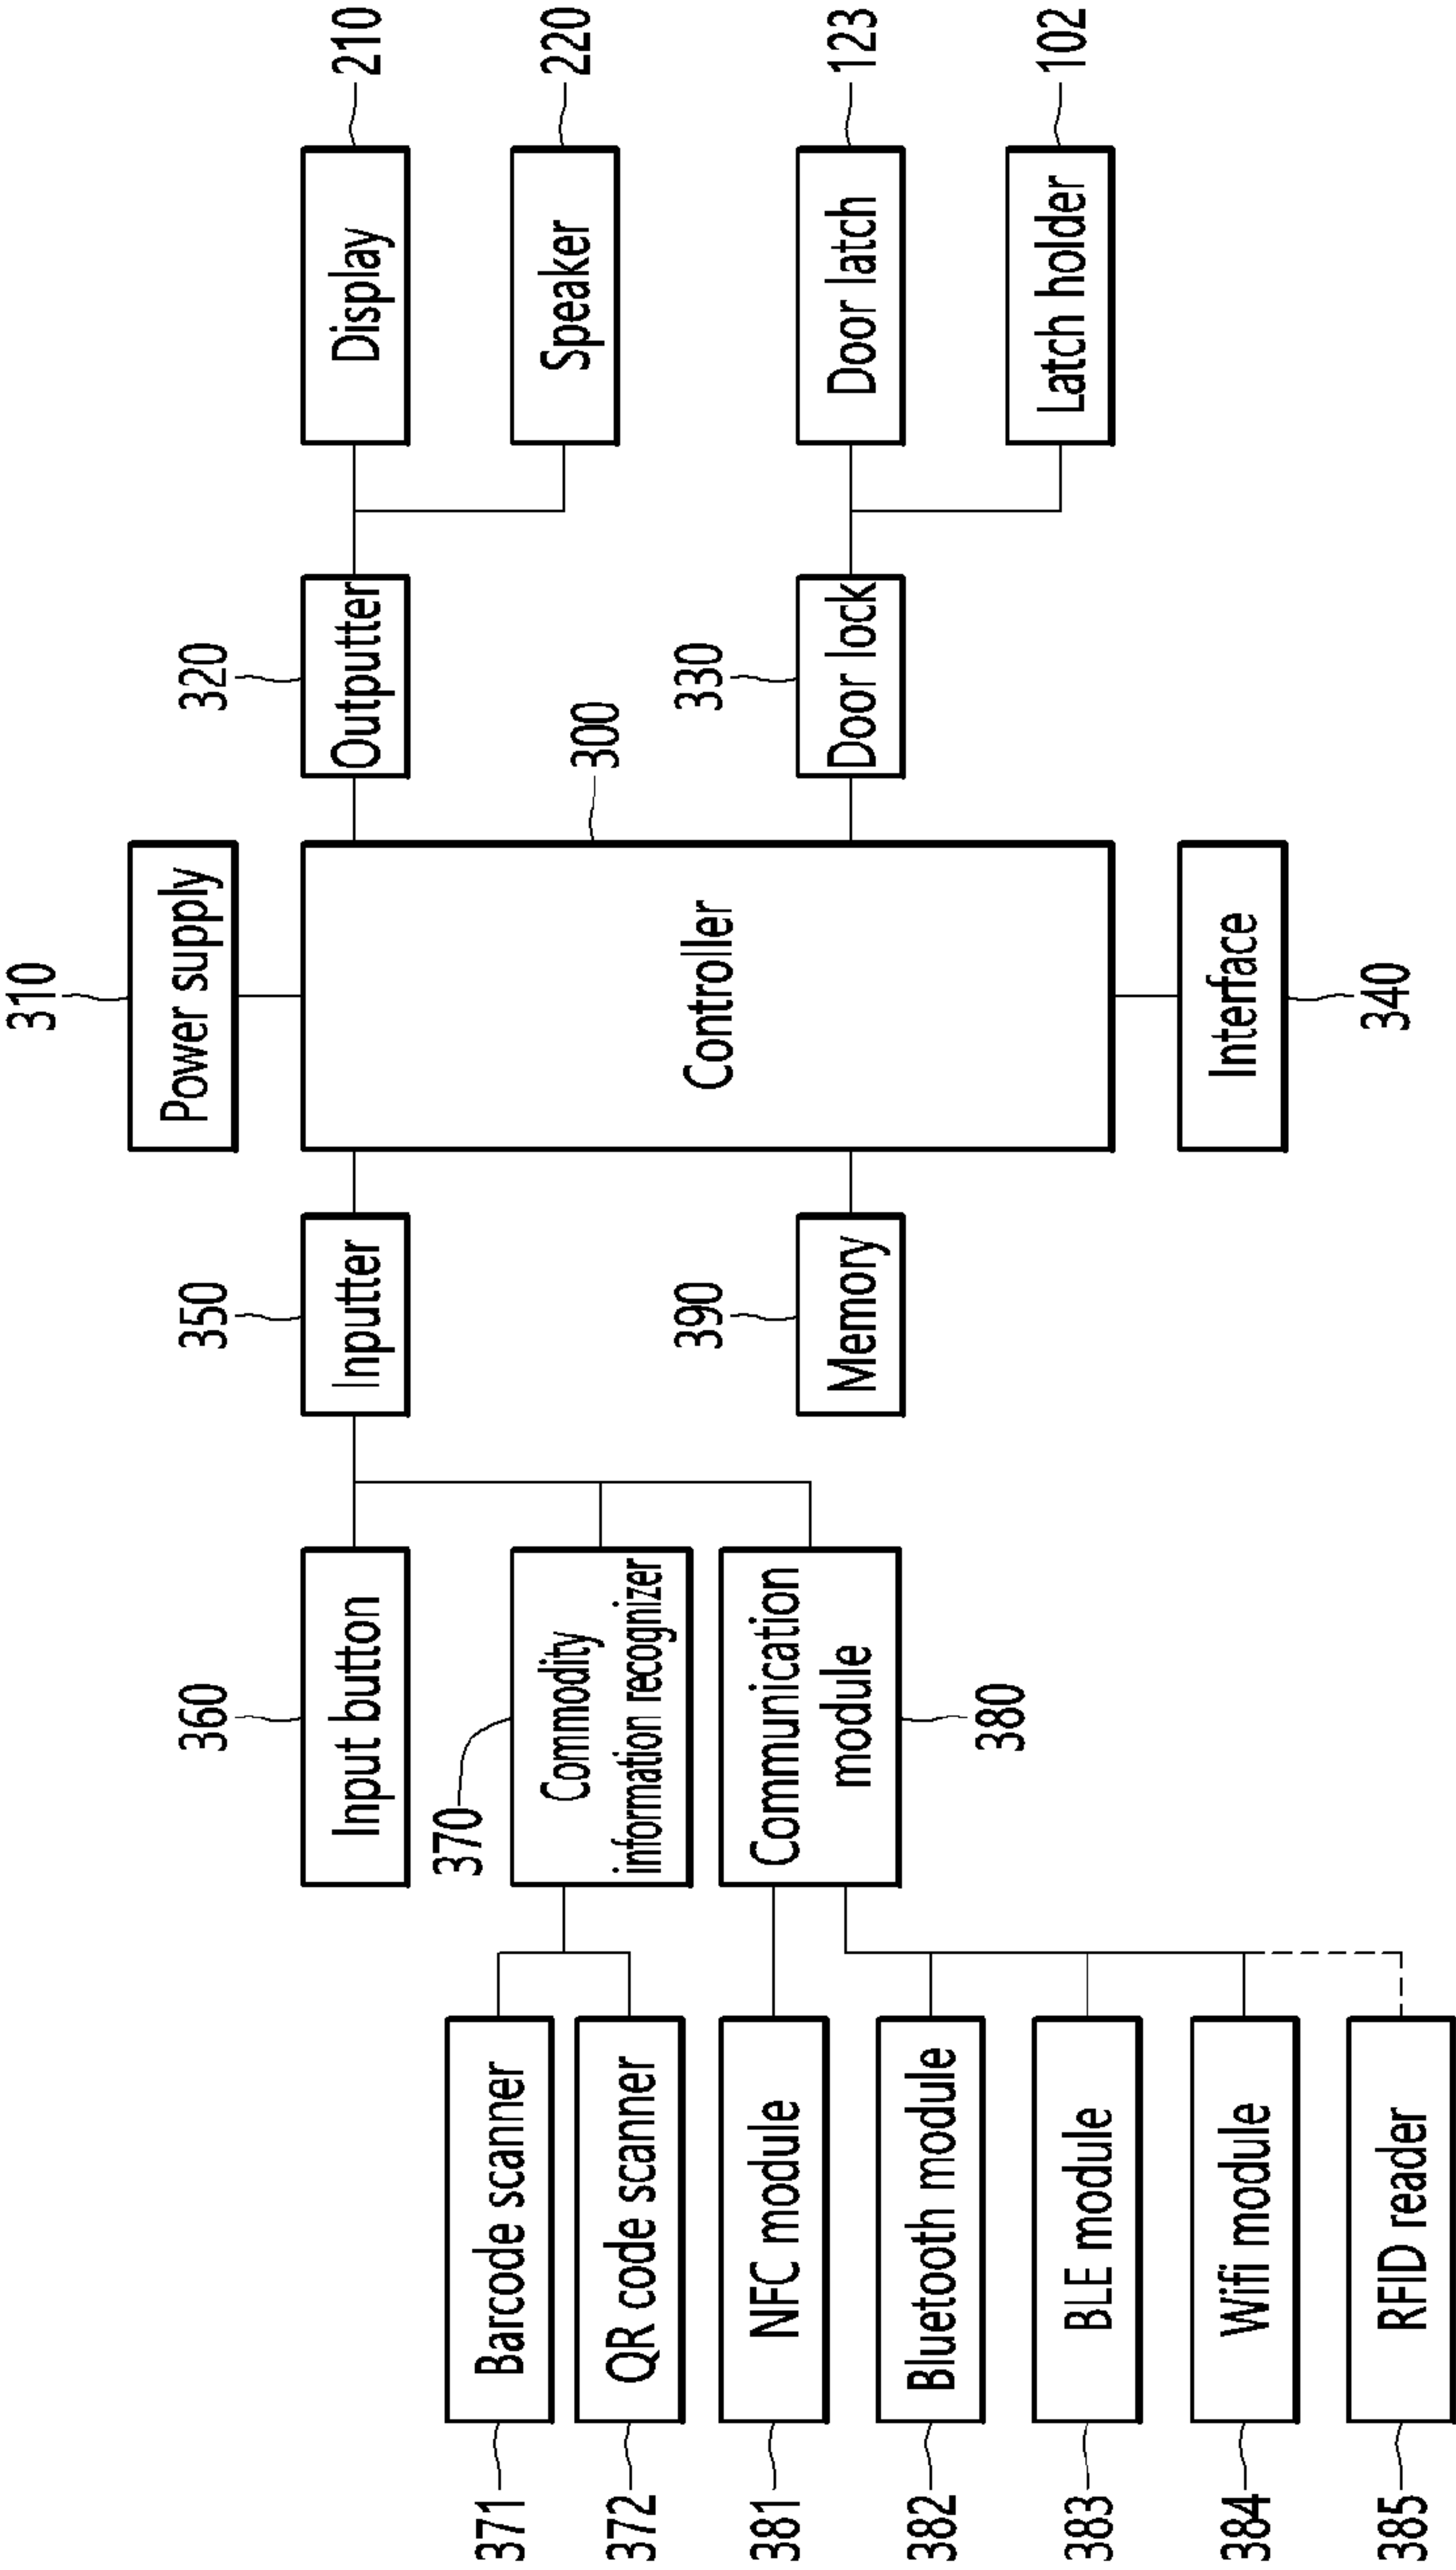 310
Power supply
371
Barcode scanner
372
QR code scanner
381
NFC module
382
Bluetooth module
383
BLE module
384
Wifi module
385
RFID reader
360
Input button
370
Commodity
information recognizer
Communication
module
380
350
Inputter
390
Memory
Controller
300
Interface
340
320
Outputter
330
Door lock
Display
210
Speaker
220
Door latch
123
Latch holder
102